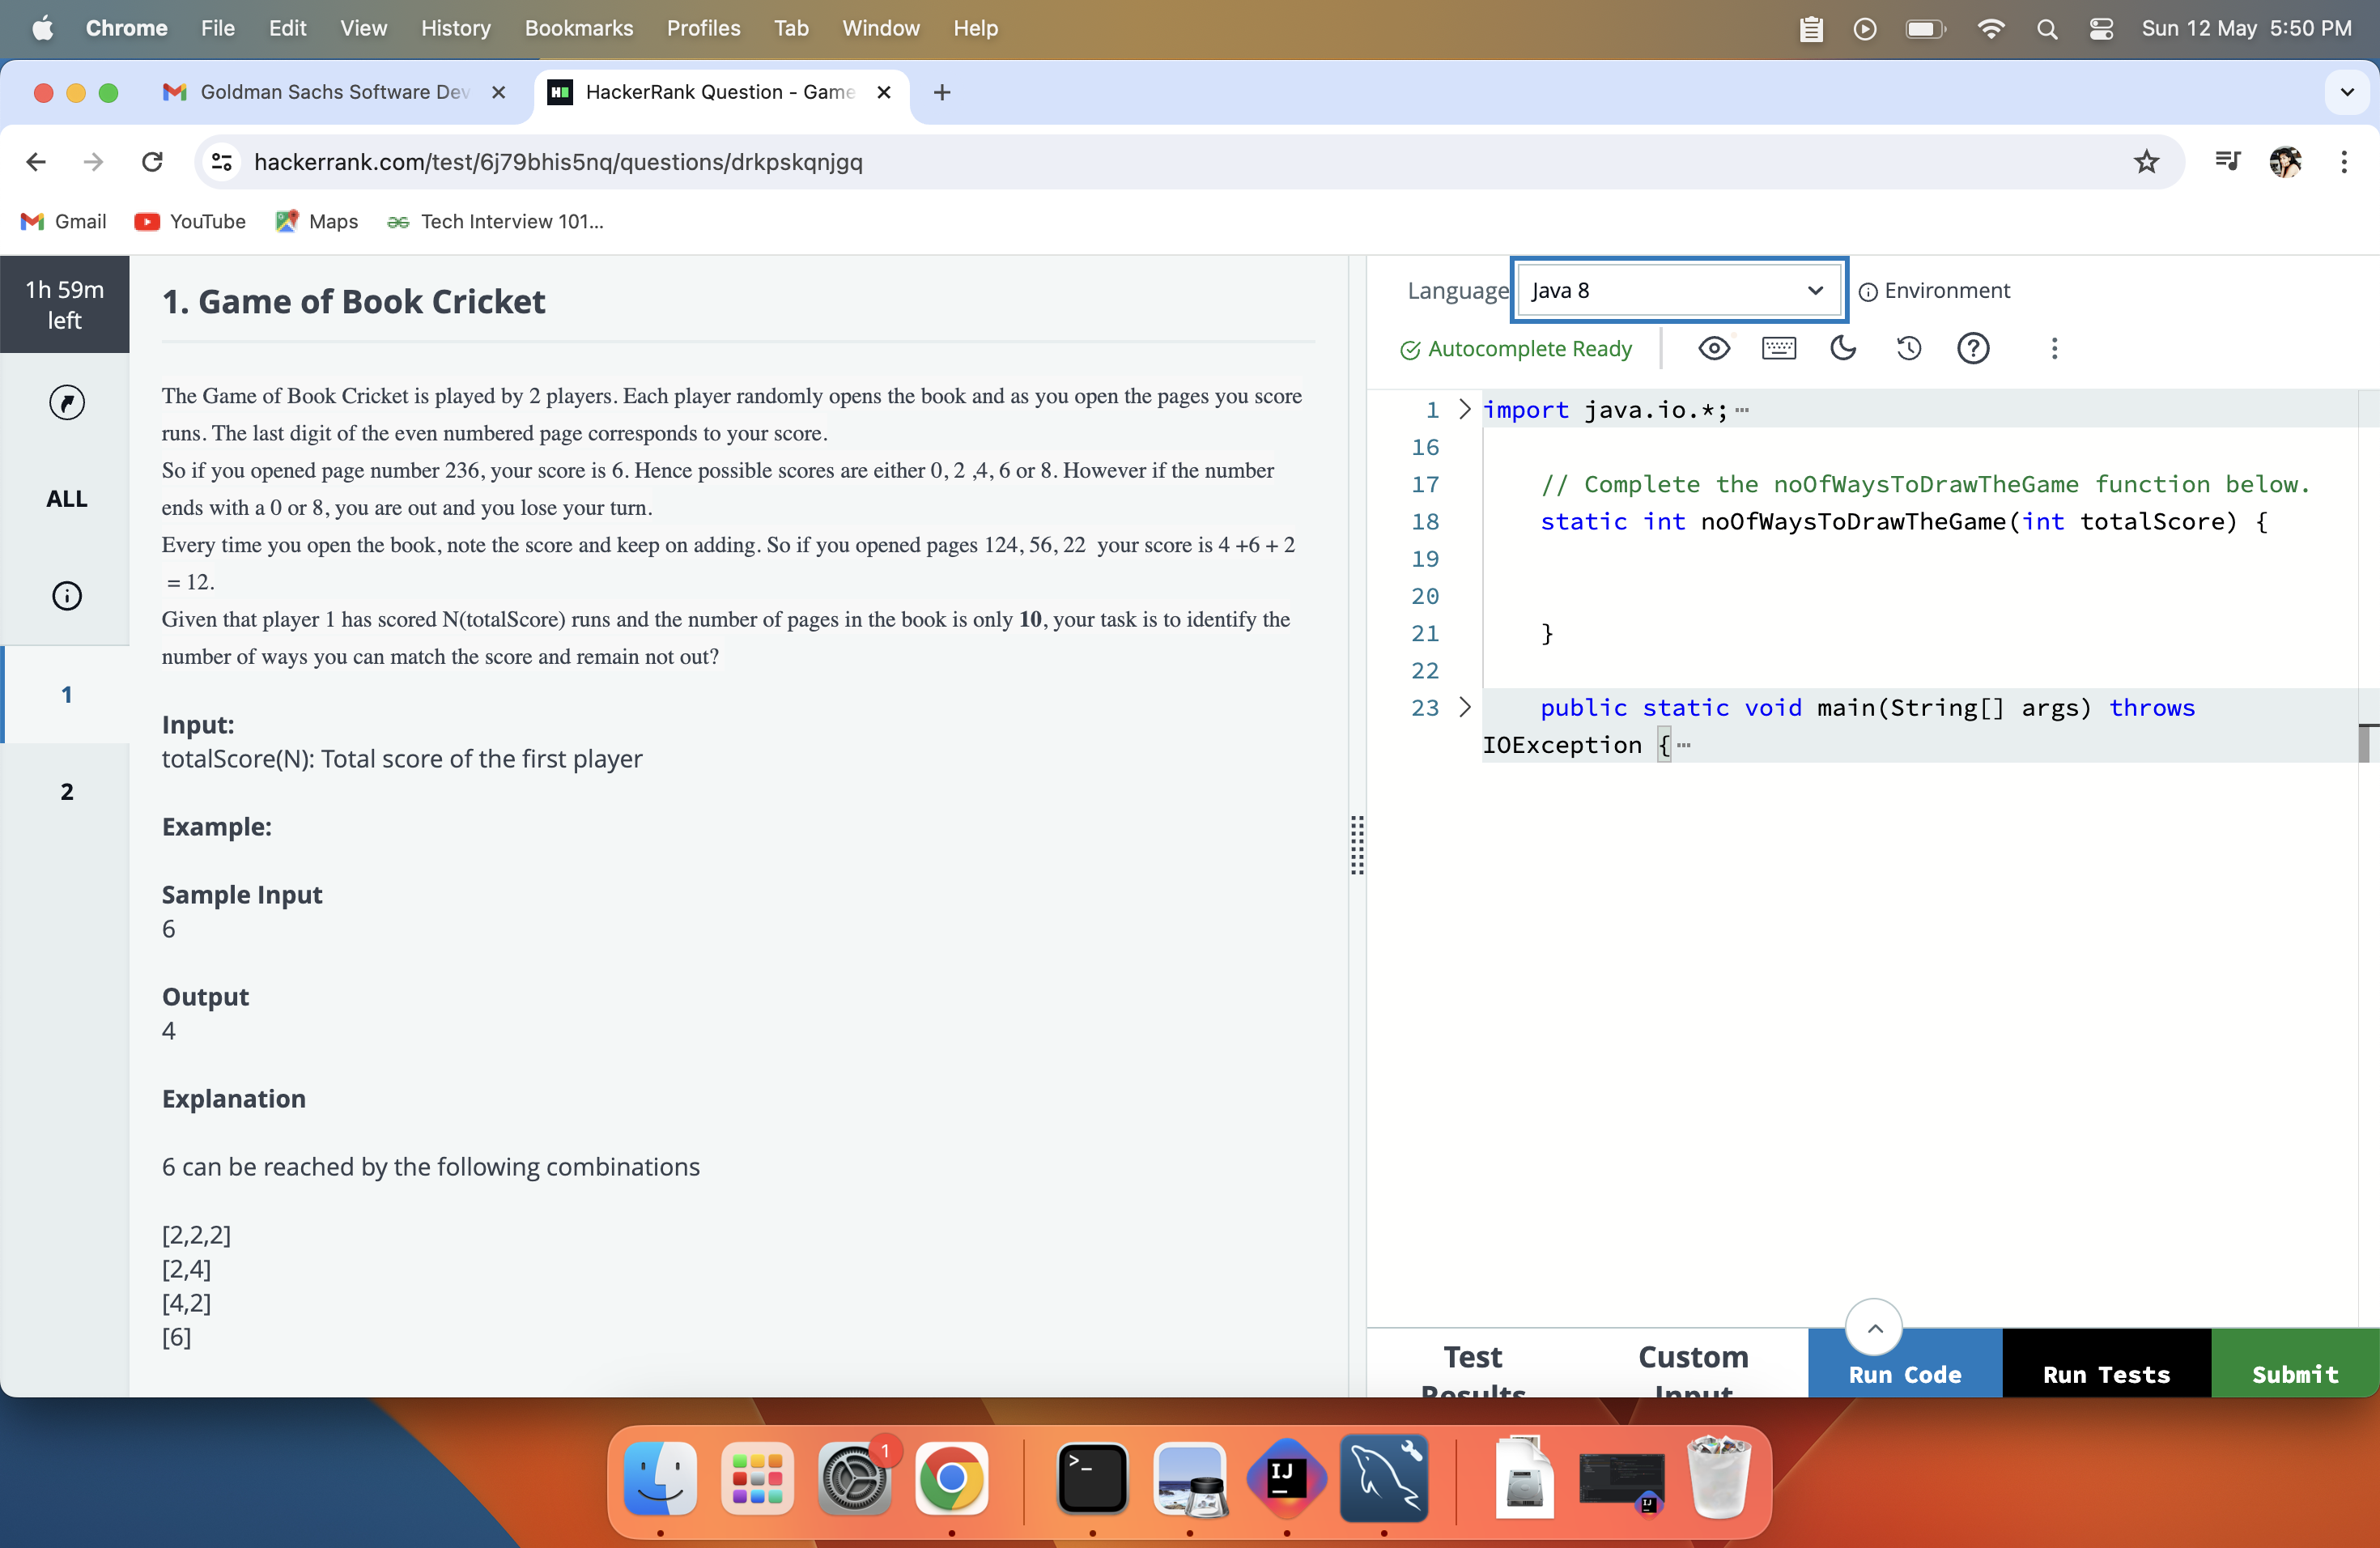 Chrome File Edit View History Bookmarks Profiles Tab Window Help Sun 12 May 5:50 PM
Goldman Sachs Software Dev HackerRank Question - Game
hackerrank.com/test/6j79bhis5nq/questions/drkpskqnjgq
Gmail YouTube Maps Tech Interview 101...
1h 59m
left
ALL
1
2
1. Game of Book Cricket
The Game of Book Cricket is played by 2 players. Each player randomly opens the book and as you open the pages you score
runs. The last digit of the even numbered page corresponds to your score.
So if you opened page number 236, your score is 6. Hence possible scores are either 0, 2 ,4, 6 or 8. However if the number
ends with a 0 or 8, you are out and you lose your turn.
Every time you open the book, note the score and keep on adding. So if you opened pages 124, 56, 22  your score is 4 +6 + 2
= 12.
Given that player 1 has scored N(totalScore) runs and the number of pages in the book is only 10, your task is to identify the
number of ways you can match the score and remain not out?
Input:
totalScore(N): Total score of the first player
Example:
Sample Input
6
Output
4
Explanation
6 can be reached by the following combinations
[2,2,2]
[2,4]
[4,2]
[6]
Language Java 8 Environment
Autocomplete Ready
1 import java.io.*;
16
17 // Complete the noOfWaysToDrawTheGame function below.
18 static int noOfWaysToDrawTheGame(int totalScore) {
19
20
21 }
22
23 public static void main(String[] args) throws
IOException {
Test Results
Custom Input
Run Code Run Tests Submit
1
>_
IJ
IJ